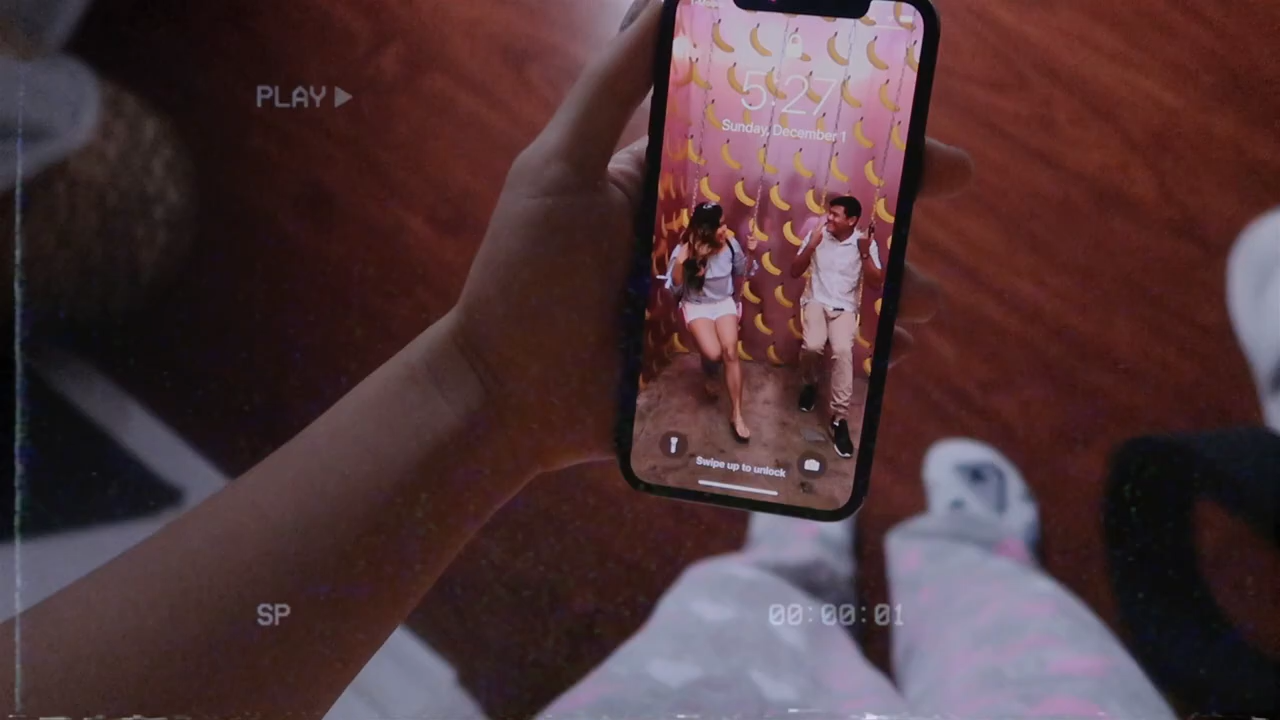 PLAY
5:27
Sunday, December 1
Swipe up to unlock
SP
00:00:01